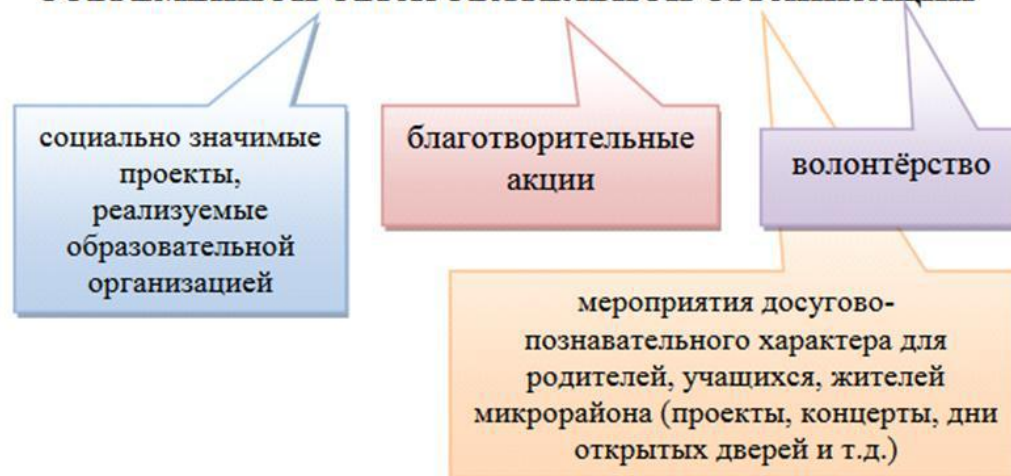 социально значимые
проекты,
реализуемые
образовательной
организацией
благотворительные
акции
волонтёрство
мероприятия досугово-
познавательного характера для
родителей, учащихся, жителей
микрорайона (проекты, концерты, дни
открытых дверей и т.д.)